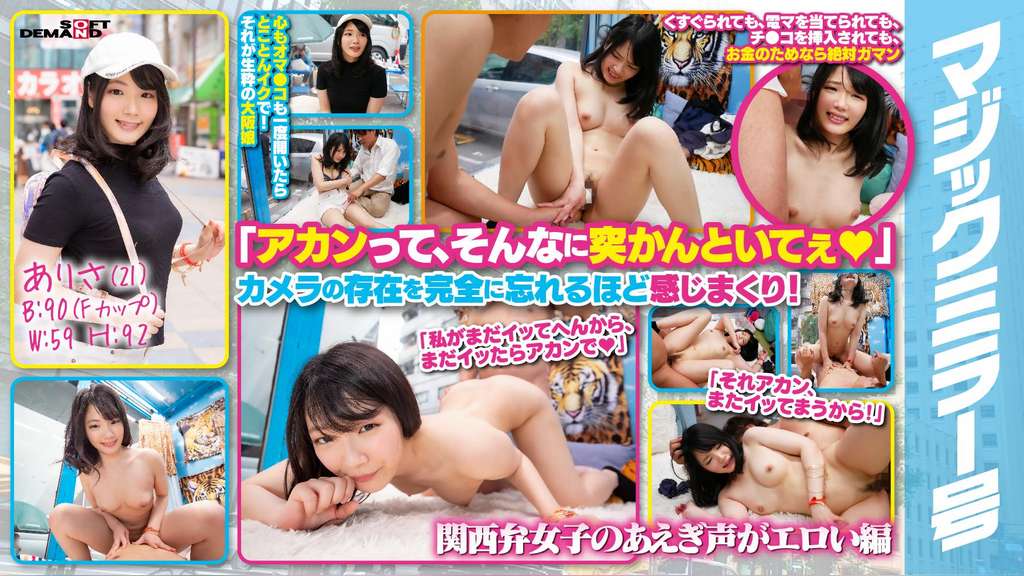 SOFT
ON
DEMAND
カラオ
ありさ(21)
B:90(Fカップ)
W:59 H:92
心もオマ●コも一度開いたら
とことんイクで!
それが生粋の大阪娘
くすぐられても、電マを当てられても、
チ●コを挿入されても、
お金のためなら絶対ガマン
「アカンって、そんなに突かんといてぇ♥」
カメラの存在を完全に忘れるほど感じまくり!
「私がまだイッてへんから、
まだイッたらアカンで♥」
「それアカン、
またイッてまうから!」
関西弁女子のあえぎ声がエロい編
マジックミラー号